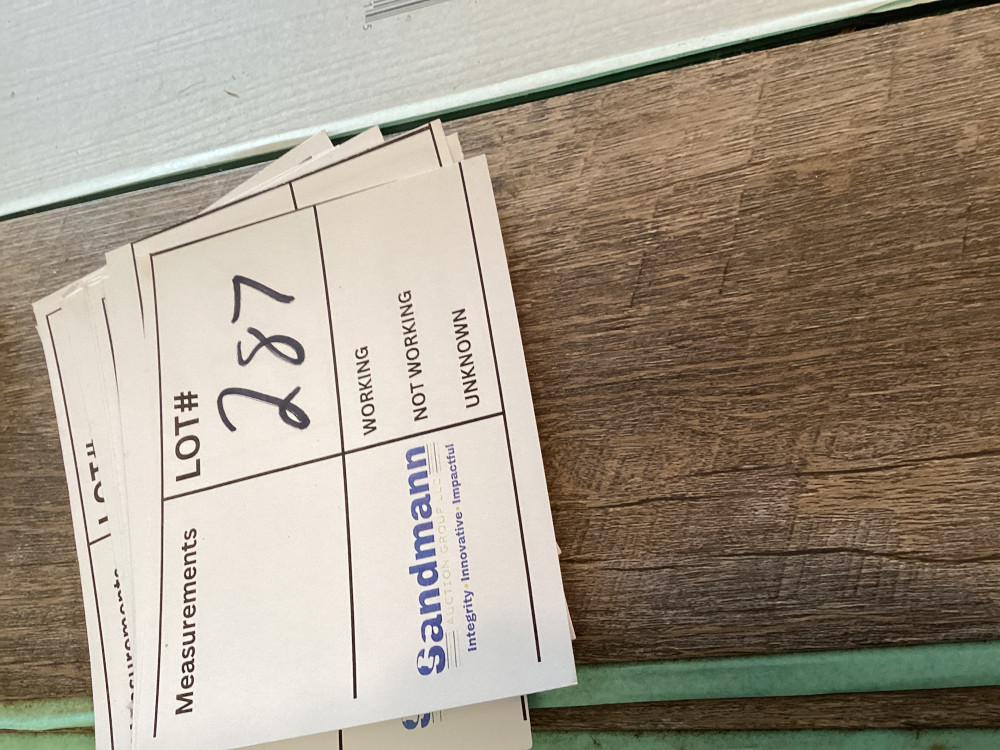 Measurements
LOT#
287
Sandmann
AUCTION GROUP LLC
Integrity • Innovative • Impactful
WORKING
NOT WORKING
UNKNOWN